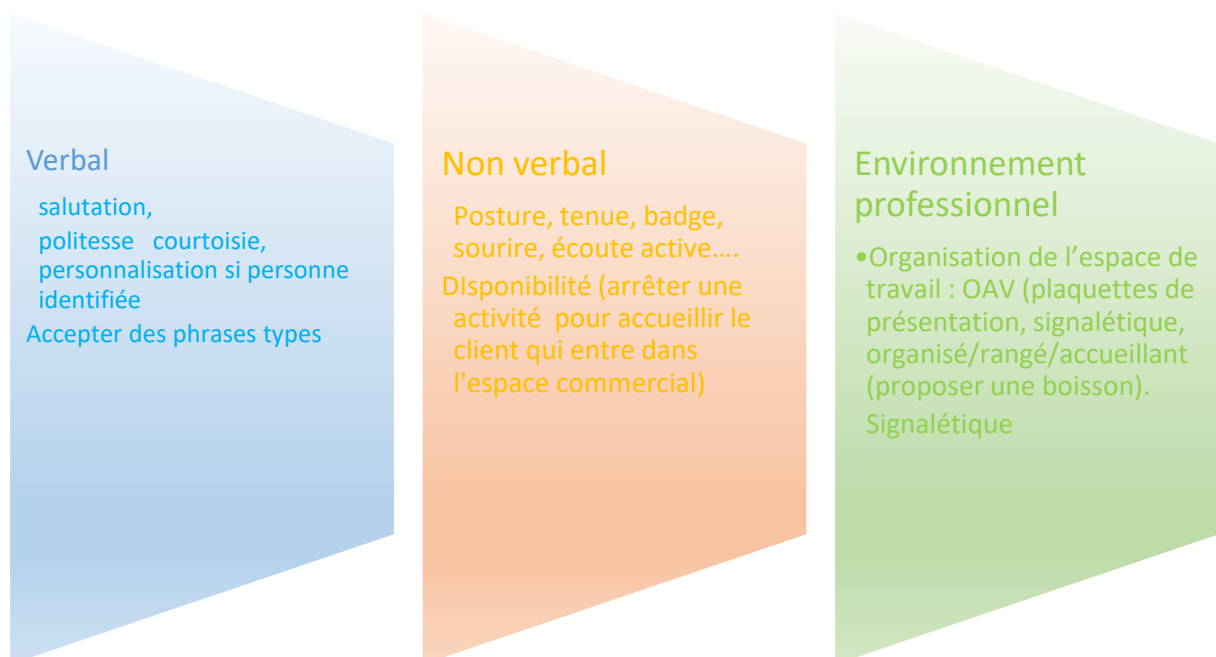 Verbal
salutation,
politesse courtoisie,
personnalisation si personne
identifiée
Accepter des phrases types
Non verbal
Posture, tenue, badge,
sourire, écoute active....
DIsponibilité (arrêter une
activité pour accueillir le
client qui entre dans
l'espace commercial)
Environnement
professionnel
•Organisation de l’espace de
travail : OAV (plaquettes de
présentation, signalétique,
organisé/rangé/accueillant
(proposer une boisson).
Signalétique